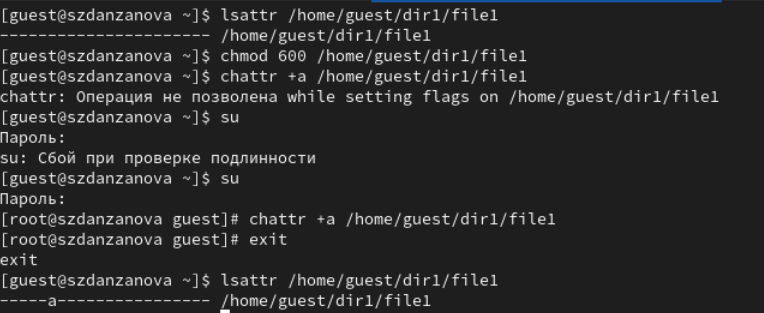 [guest@szdanzanova ~]$ lsattr /home/guest/dir1/file1
---------------------- /home/guest/dir1/file1
[guest@szdanzanova ~]$ chmod 600 /home/guest/dir1/file1
[guest@szdanzanova ~]$ chattr +a /home/guest/dir1/file1
chattr: Операция не позволена while setting flags on /home/guest/dir1/file1
[guest@szdanzanova ~]$ su
Пароль:
su: Сбой при проверке подлинности
[guest@szdanzanova ~]$ su
Пароль:
[root@szdanzanova guest]# chattr +a /home/guest/dir1/file1
[root@szdanzanova guest]# exit
exit
[guest@szdanzanova ~]$ lsattr /home/guest/dir1/file1
-----a---------------- /home/guest/dir1/file1